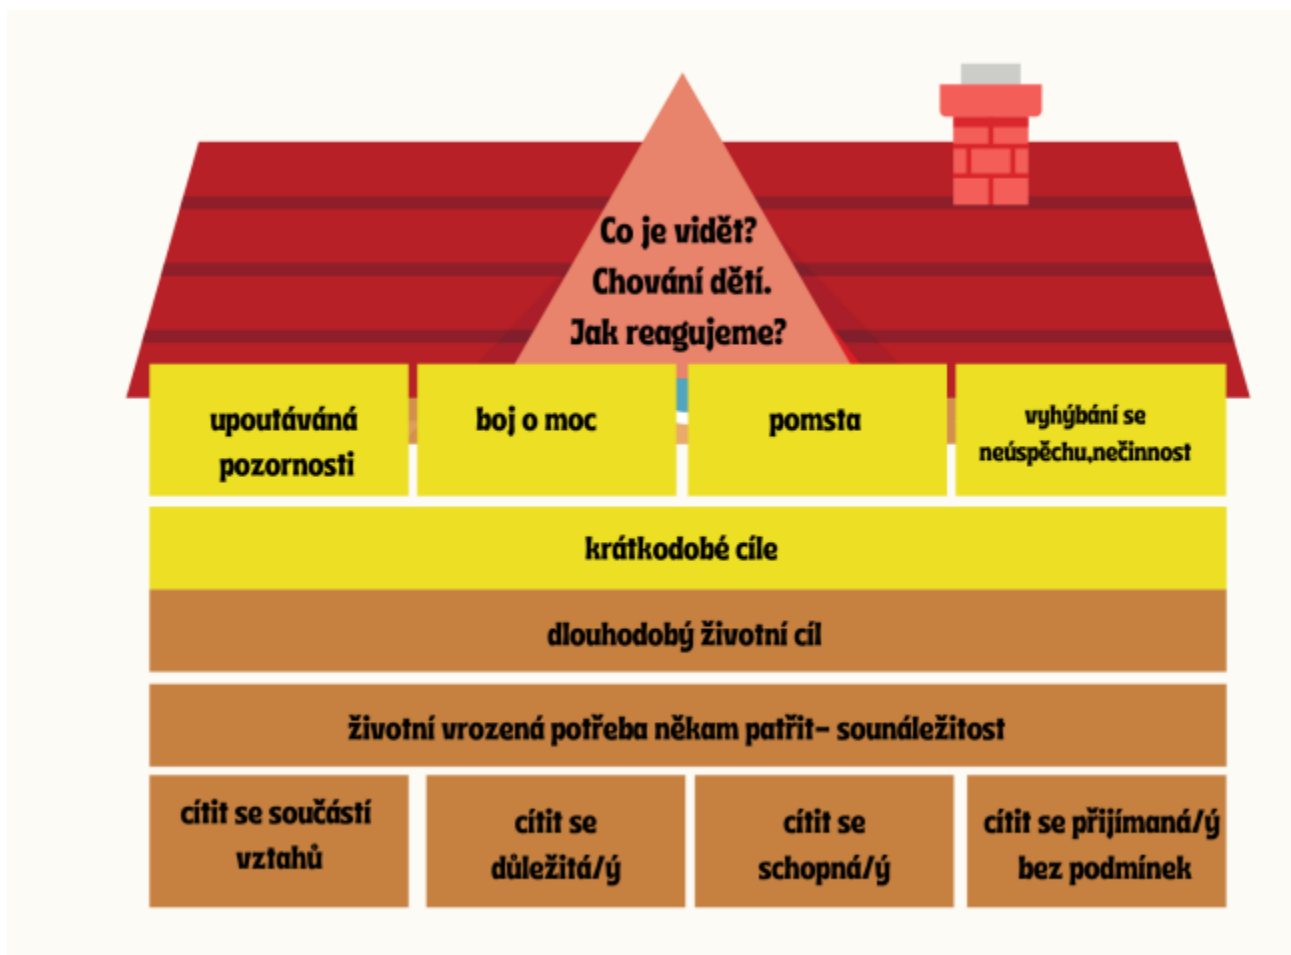 Co je vidět?
Chování dětí.
Jak reagujeme?
upoutáváná
pozornosti
boj o moc
pomsta
vyhýbání se
neúspěchu,nečinnost
krátkodobé cíle
dlouhodobý životní cíl
životní vrozená potřeba někam patřit- sounáležitost
cítit se součástí
vztahů
cítit se
důležitá/ý
cítit se
schopná/ý
cítit se přijímaná/ý
bez podmínek